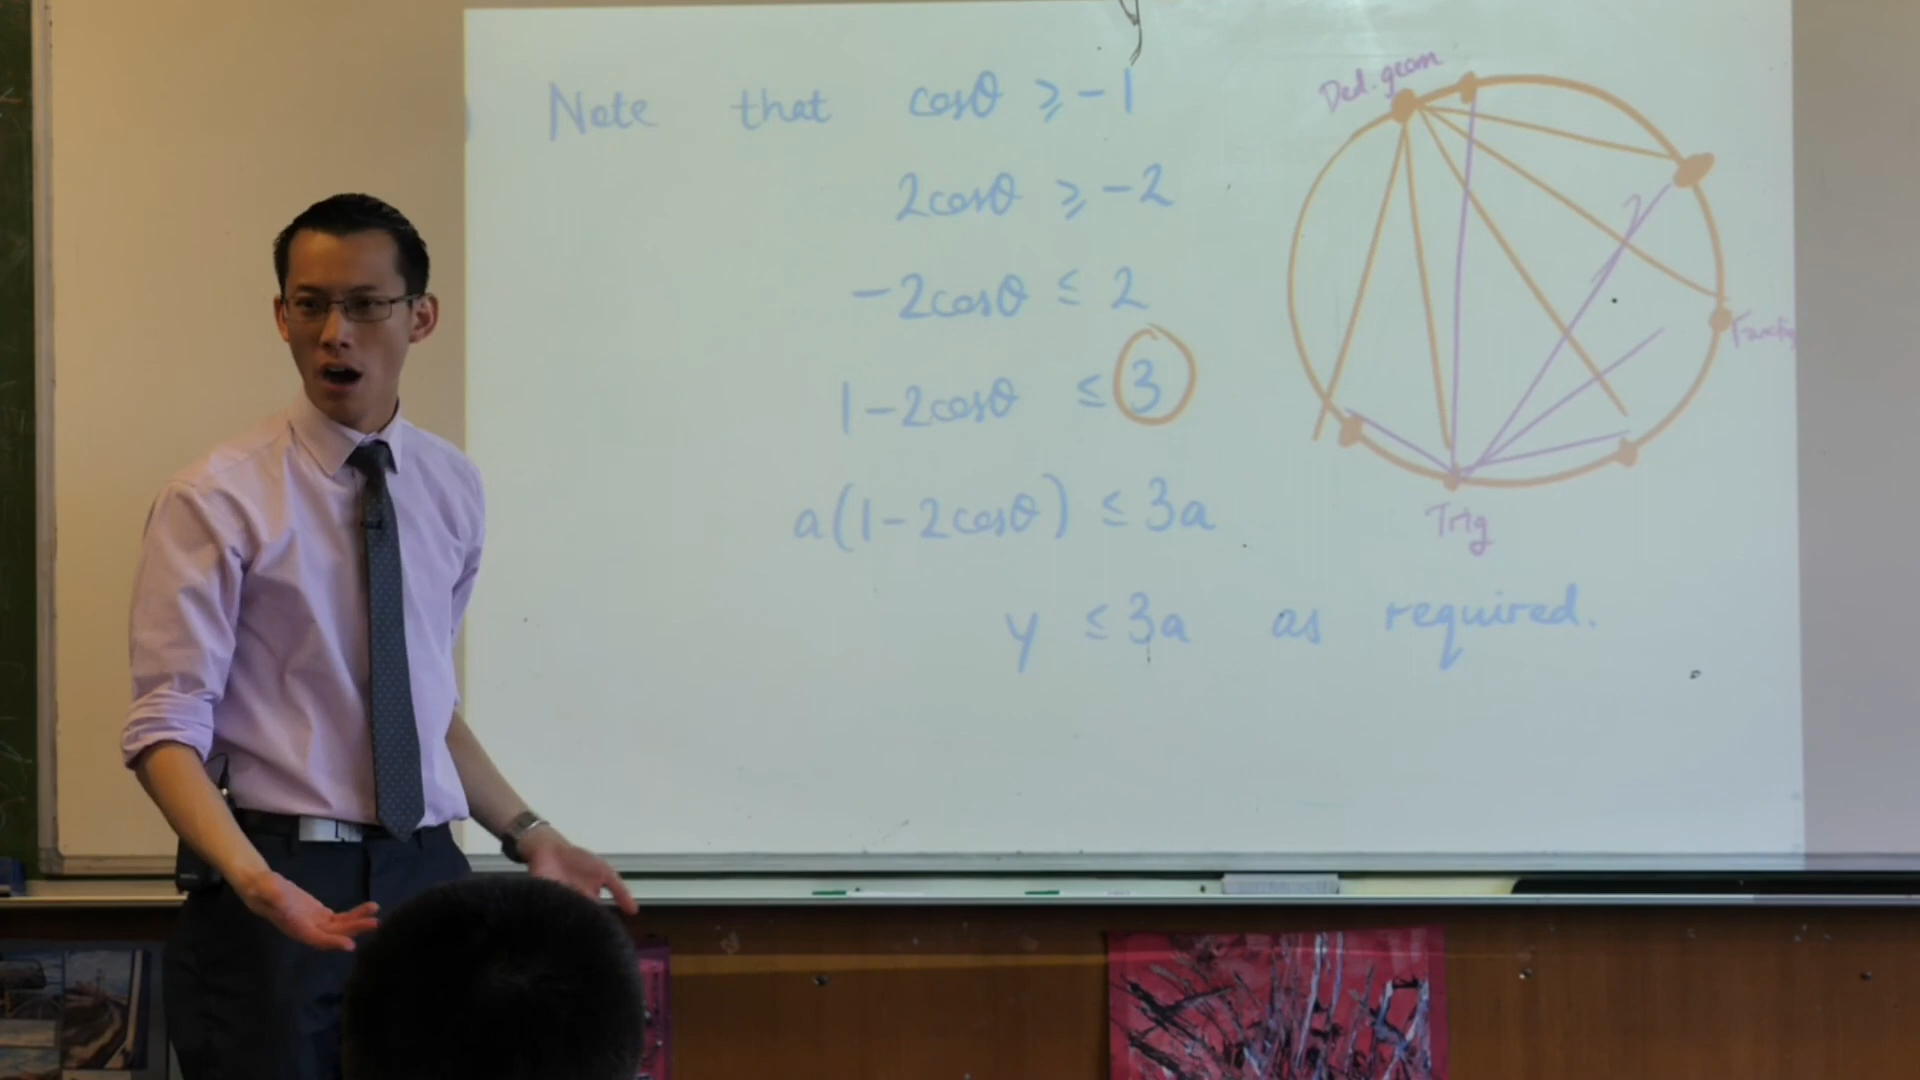 Note that cosθ ⩾ -1
2cosθ ⩾ -2
-2cosθ ≤ 2
1-2cosθ ≤ 3
a(1-2cosθ) ≤ 3a
y ≤ 3a as required.
Ded. geom
Trig